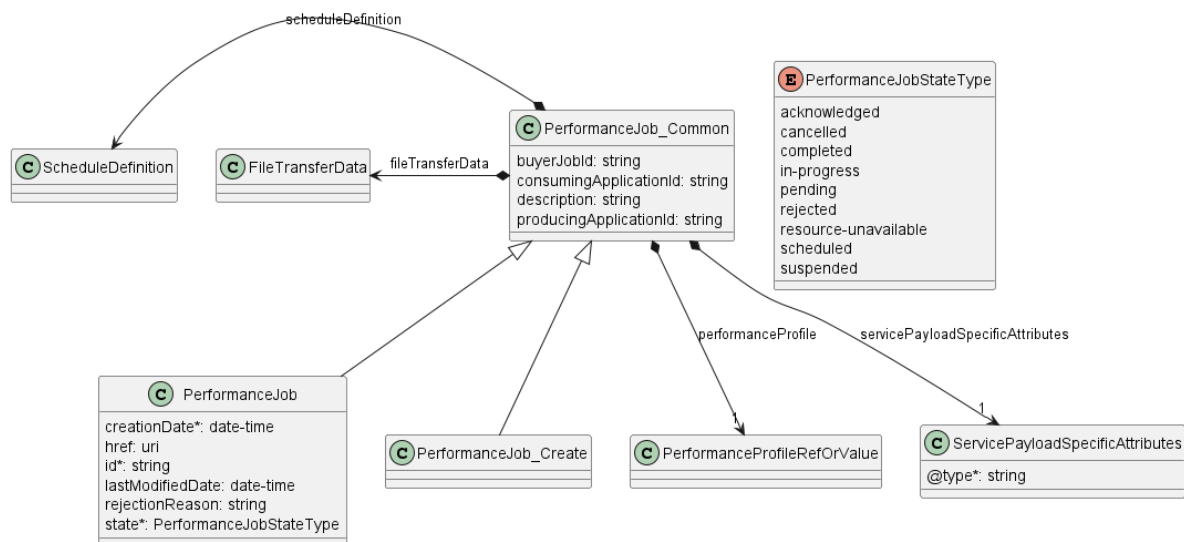 scheduleDefinition
E PerformanceJobStateType
acknowledged
cancelled
completed
in-progress
pending
rejected
resource-unavailable
scheduled
suspended
C PerformanceJob_Common
buyerJobId: string
consumingApplicationId: string
description: string
producingApplicationId: string
C ScheduleDefinition
C FileTransferData
fileTransferData
performanceProfile
servicePayloadSpecificAttributes
1
1
C PerformanceJob
creationDate*: date-time
href: uri
id*: string
lastModifiedDate: date-time
rejectionReason: string
state*: PerformanceJobStateType
C PerformanceJob_Create
C PerformanceProfileRefOrValue
C ServicePayloadSpecificAttributes
@type*: string